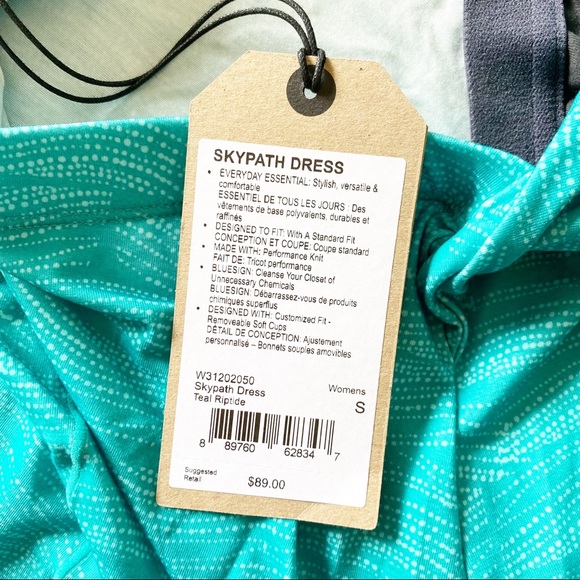 SKYPATH DRESS
• EVERYDAY ESSENTIAL: Stylish, versatile &
comfortable
ESSENTIEL DE TOUS LES JOURS : Des
vêtements de base polyvalents, durables et
raffinés
• DESIGNED TO FIT: With A Standard Fit
CONCEPTION ET COUPE: Coupe standard
• MADE WITH: Performance Knit
FAIT DE: Tricot performance
• BLUESIGN: Cleanse Your Closet of
Unnecessary Chemicals
BLUESIGN: Débarrassez-vous de produits
chimiques superflus
• DESIGNED WITH: Customized Fit -
Removeable Soft Cups
DÉTAIL DE CONCEPTION: Ajustement
personnalisé – Bonnets souples amovibles
W31202050
Skypath Dress Womens
Teal Riptide S
8 89760 62834 7
Suggested
Retail $89.00